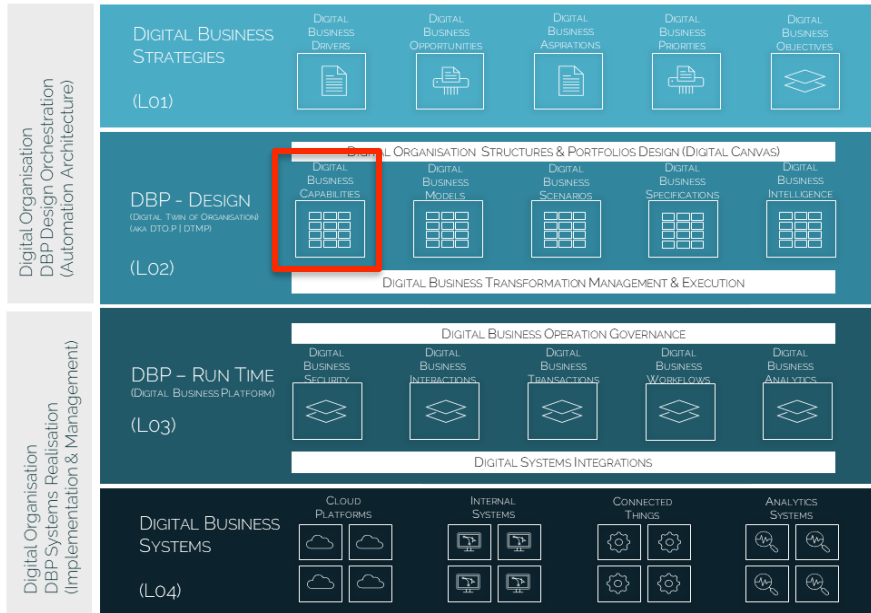 Digital Organisation
DBP Design Orchestration
(Automation Architecture)
Digital Business
Strategies
(L01)
Digital
Business
Drivers
Digital
Business
Opportunities
Digital
Business
Aspirations
Digital
Business
Priorities
Digital
Business
Objectives
Digital Organisation Structures & Portfolios Design (Digital Canvas)
DBP - Design
(Digital Twin of Organisation)
(aka DTO.P | DTMP)
(L02)
Digital
Business
Capabilities
Digital
Business
Models
Digital
Business
Scenarios
Digital
Business
Specifications
Digital
Business
Intelligence
Digital Business Transformation Management & Execution
Digital Organisation
DBP Systems Realisation
(Implementation & Management)
Digital Business Operation Governance
DBP – Run Time
(Digital Business Platform)
(L03)
Digital
Business
Security
Digital
Business
Interactions
Digital
Business
Transactions
Digital
Business
Workflows
Digital
Business
Analytics
Digital Systems Integrations
Digital Business
Systems
(L04)
Cloud
Platforms
Internal
Systems
Connected
Things
Analytics
Systems